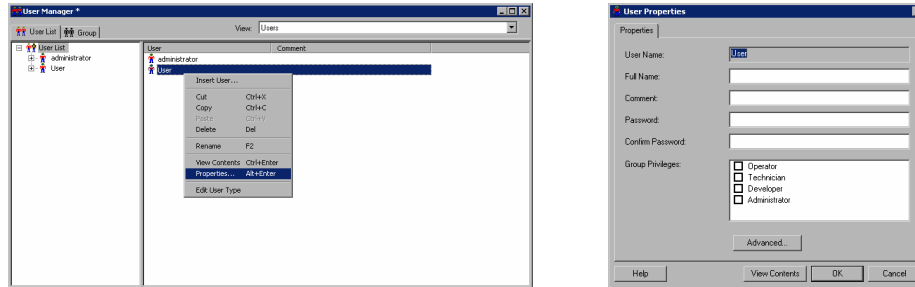 User Manager *
User List Group View: Users
User List
administrator
User
User Comment
administrator
User
Insert User...
Cut Ctrl+X
Copy Ctrl+C
Paste Ctrl+V
Delete Del
Rename F2
View Contents Ctrl+Enter
Properties... Alt+Enter
Edit User Type
User Properties
Properties
User Name: User
Full Name:
Comment:
Password:
Confirm Password:
Group Privileges: Operator
Technician
Developer
Administrator
Advanced...
Help View Contents OK Cancel